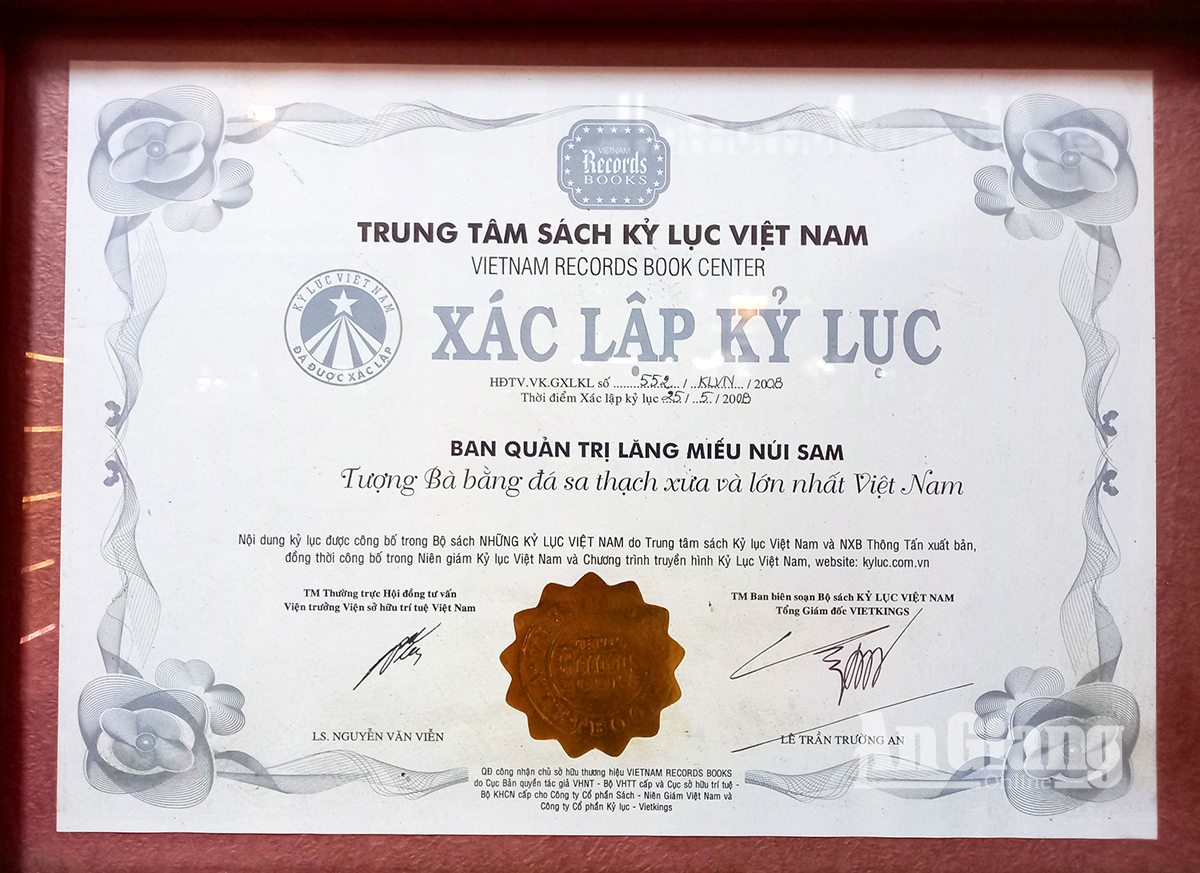 VIETNAM
Records
BOOKS
TRUNG TÂM SÁCH KỶ LỤC VIỆT NAM
VIETNAM RECORDS BOOK CENTER
KỶ LỤC VIỆT NAM
ĐÃ ĐƯỢC XÁC LẬP
XÁC LẬP KỶ LỤC
HĐTV.VK.GXLKL số ........552.. / ..KLVN... / 2008
Thời điểm Xác lập kỷ lục 25 / ..5. / 2008
BAN QUẢN TRỊ LĂNG MIẾU NÚI SAM
Tượng Bà bằng đá sa thạch xưa và lớn nhất Việt Nam
Nội dung kỷ lục được công bố trong Bộ sách NHỮNG KỶ LỤC VIỆT NAM do Trung tâm sách Kỷ lục Việt Nam và NXB Thông Tấn xuất bản,
đồng thời công bố trong Niên giám Kỷ lục Việt Nam và Chương trình truyền hình Kỷ Lục Việt Nam, website: kyluc.com.vn
TM Thường trực Hội đồng tư vấn
Viện trưởng Viện sở hữu trí tuệ Việt Nam
TM Ban biên soạn Bộ sách KỶ LỤC VIỆT NAM
Tổng Giám đốc VIETKINGS
Records
LS. NGUYỄN VĂN VIỄN
LÊ TRẦN TRƯỜNG AN
An Giang
Online
QĐ công nhận chủ sở hữu thương hiệu VIETNAM RECORDS BOOKS
do Cục Bản quyền tác giả VHNT - Bộ VHTT cấp và Cục sở hữu trí tuệ -
Bộ KHCN cấp cho Công ty Cổ phần Sách - Niên Giám Việt Nam và
Công ty Cổ phần Kỷ lục - Vietkings